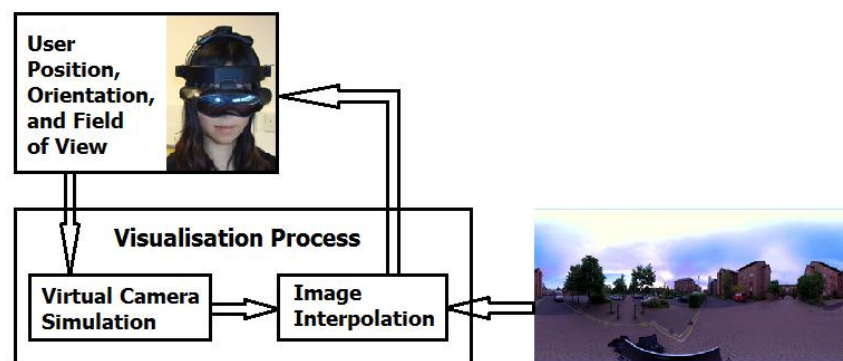 User
Position,
Orientation,
and Field
of View
Visualisation Process
Virtual Camera
Simulation
Image
Interpolation